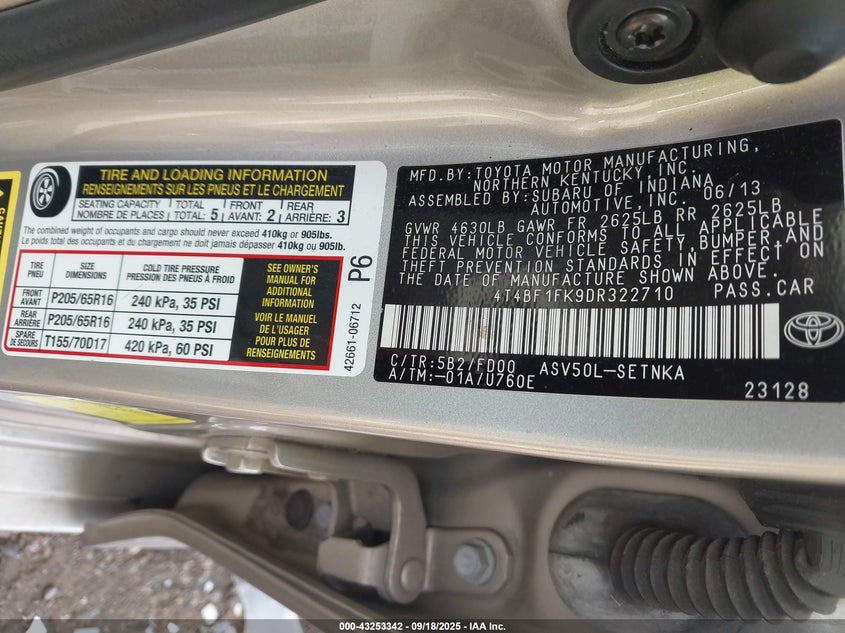 TIRE AND LOADING INFORMATION
RENSEIGNEMENTS SUR LES PNEUS ET LE CHARGEMENT
SEATING CAPACITY TOTAL FRONT REAR
NOMBRE DE PLACES TOTAL: 5 AVANT: 2 ARRIÈRE: 3
The combined weight of occupants and cargo should never exceed 410kg or 905lbs.
Le poids total des occupants et du chargement ne doit jamais dépasser 410kg ou 905lb.
TIRE PNEU SIZE DIMENSIONS COLD TIRE PRESSURE PRESSION DES PNEUS À FROID
FRONT AVANT P205/65R16 240 kPa, 35 PSI
REAR ARRIÈRE P205/65R16 240 kPa, 35 PSI
SPARE DE SECOURS T155/70D17 420 kPa, 60 PSI
SEE OWNER'S
MANUAL FOR
ADDITIONAL
INFORMATION
VOIR LE MANUEL
DE L'USAGER
POUR PLUS DE
RENSEIGNEMENTS
P6
42661-06712
MFD.BY:TOYOTA MOTOR MANUFACTURING,
NORTHERN KENTUCKY,INC.
ASSEMBLED BY:SUBARU OF INDIANA
AUTOMOTIVE,INC. 06/13
GVWR 4630LB GAWR FR 2625LB RR 2625LB
THIS VEHICLE CONFORMS TO ALL APPLICABLE
FEDERAL MOTOR VEHICLE SAFETY,BUMPER,AND
THEFT PREVENTION STANDARDS IN EFFECT ON
THE DATE OF MANUFACTURE SHOWN ABOVE.
4T4BF1FK9DR322710 PASS.CAR
C/TR:5B2/FD00 ASV50L-SETNKA
A/TM:-01A/U760E
23128
000-43253342 - 09/18/2025 - IAA Inc.